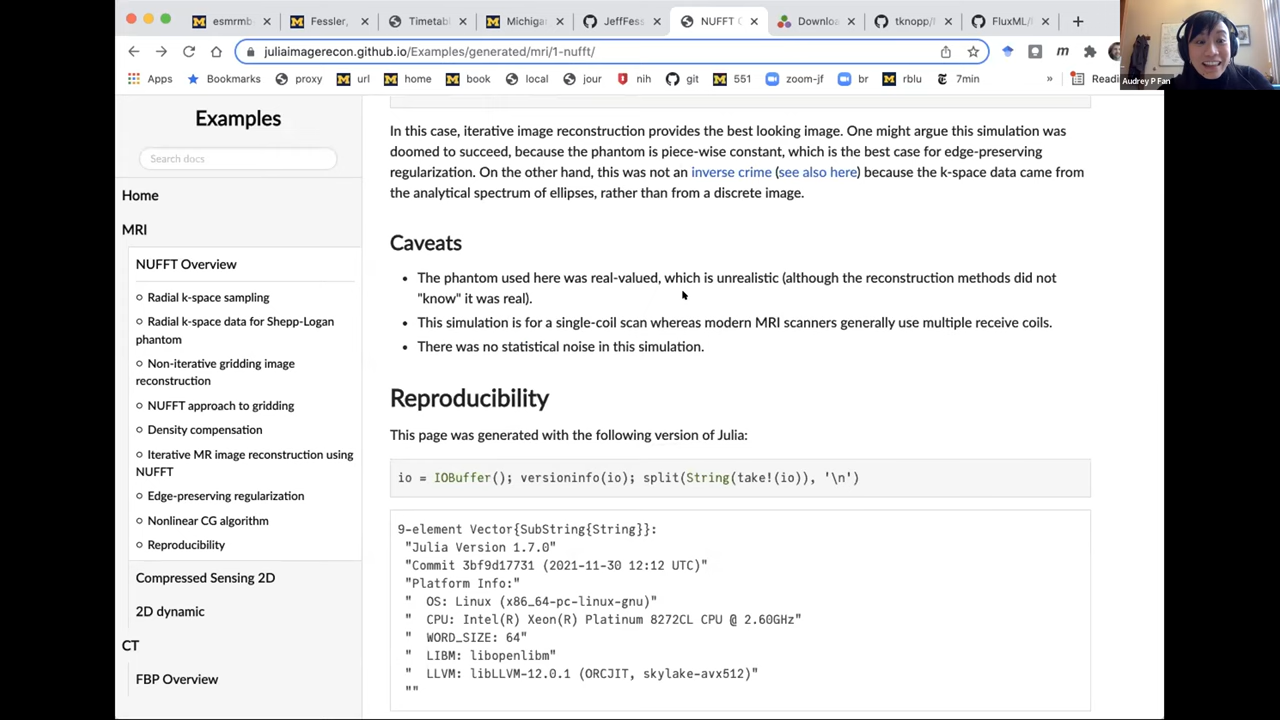 esmrmb-
Fessler,
Timetabl
Michigan
JeffFess
NUFFT O
Downloa
tknopp/
FluxML/
juliaimagerecon.github.io/Examples/generated/mri/1-nufft/
Apps
Bookmarks
proxy
url
home
book
local
jour
nih
git
551
zoom-jf
br
rblu
7min
»
Readi
Audrey P Fan
Examples
Search docs
Home
MRI
NUFFT Overview
Radial k-space sampling
Radial k-space data for Shepp-Logan
phantom
Non-iterative gridding image
reconstruction
NUFFT approach to gridding
Density compensation
Iterative MR image reconstruction using
NUFFT
Edge-preserving regularization
Nonlinear CG algorithm
Reproducibility
Compressed Sensing 2D
2D dynamic
CT
FBP Overview
In this case, iterative image reconstruction provides the best looking image. One might argue this simulation was
doomed to succeed, because the phantom is piece-wise constant, which is the best case for edge-preserving
regularization. On the other hand, this was not an inverse crime (see also here) because the k-space data came from
the analytical spectrum of ellipses, rather than from a discrete image.
Caveats
• The phantom used here was real-valued, which is unrealistic (although the reconstruction methods did not
"know" it was real).
• This simulation is for a single-coil scan whereas modern MRI scanners generally use multiple receive coils.
• There was no statistical noise in this simulation.
Reproducibility
This page was generated with the following version of Julia:
io = IOBuffer(); versioninfo(io); split(String(take!(io)), '\n')
9-element Vector{SubString{String}}:
"Julia Version 1.7.0"
"Commit 3bf9d17731 (2021-11-30 12:12 UTC)"
"Platform Info:"
"  OS: Linux (x86_64-pc-linux-gnu)"
"  CPU: Intel(R) Xeon(R) Platinum 8272CL CPU @ 2.60GHz"
"  WORD_SIZE: 64"
"  LIBM: libopenlibm"
"  LLVM: libLLVM-12.0.1 (ORCJIT, skylake-avx512)"
""